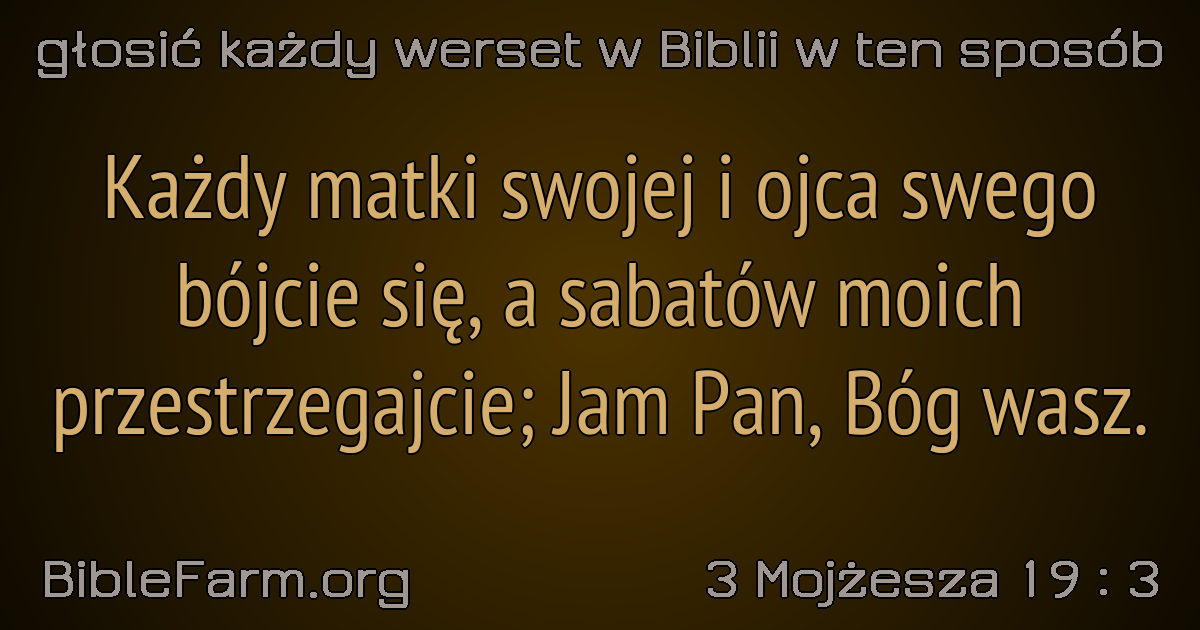 głosić każdy werset w Biblii w ten sposób
Każdy matki swojej i ojca swego
bójcie się, a sabatów moich
przestrzegajcie; Jam Pan, Bóg wasz.
BibleFarm.org
3 Mojżesza 19 : 3